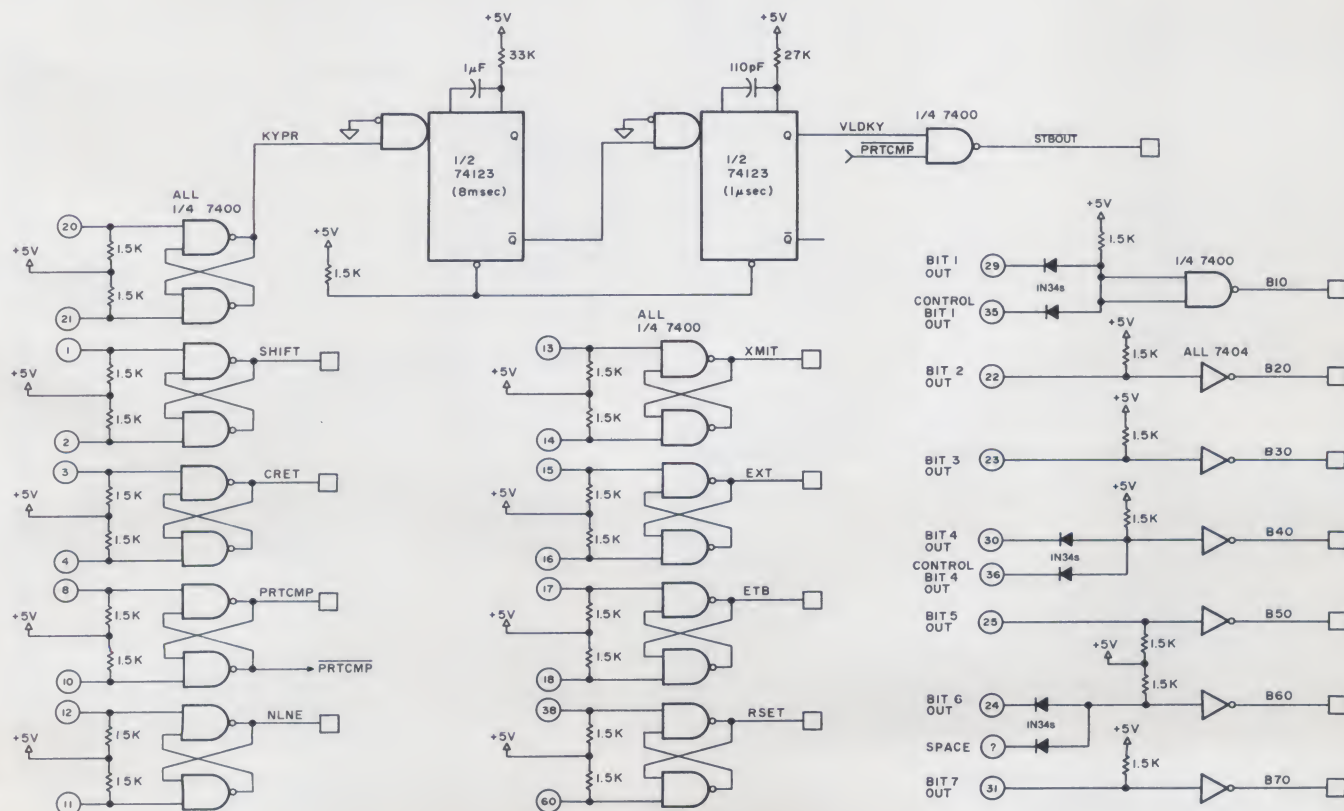 +5V
33K
1µF
+5V
27K
110pF
KYPR
Q
1/2
74123
(8msec)
Q̅
Q
1/2
74123
(1µsec)
Q̅
VLDKY
P̅R̅T̅C̅M̅P̅
1/4 7400
STBOUT
+5V
1.5K
ALL
1/4 7400
20
1.5K
+5V
1.5K
21
1
1.5K
+5V
1.5K
2
SHIFT
3
1.5K
+5V
1.5K
4
CRET
8
1.5K
+5V
1.5K
10
PRTCMP
P̅R̅T̅C̅M̅P̅
12
1.5K
+5V
1.5K
11
NLNE
ALL
1/4 7400
13
1.5K
+5V
1.5K
14
XMIT
15
1.5K
+5V
1.5K
16
EXT
17
1.5K
+5V
1.5K
18
ETB
38
1.5K
+5V
1.5K
60
RSET
+5V
1.5K
BIT 1
OUT
29
IN34s
CONTROL
BIT 1
OUT
35
1/4 7400
B10
+5V
1.5K
ALL 7404
BIT 2
OUT
22
B20
+5V
1.5K
BIT 3
OUT
23
B30
+5V
1.5K
BIT 4
OUT
30
IN34s
CONTROL
BIT 4
OUT
36
B40
BIT 5
OUT
25
1.5K
B50
+5V
1.5K
BIT 6
OUT
24
IN34s
B60
SPACE
?
+5V
1.5K
BIT 7
OUT
31
B70